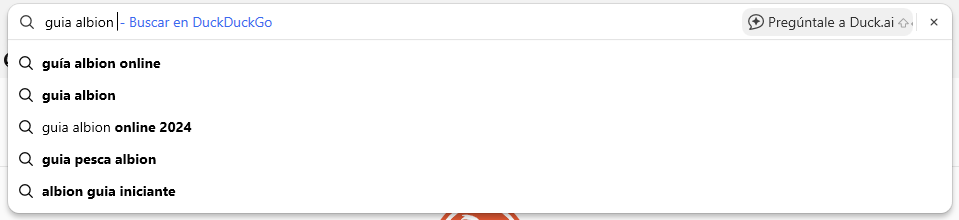 guia albion - Buscar en DuckDuckGo Pregúntale a Duck.ai
guía albion online
guia albion
guia albion online 2024
guia pesca albion
albion guia iniciante